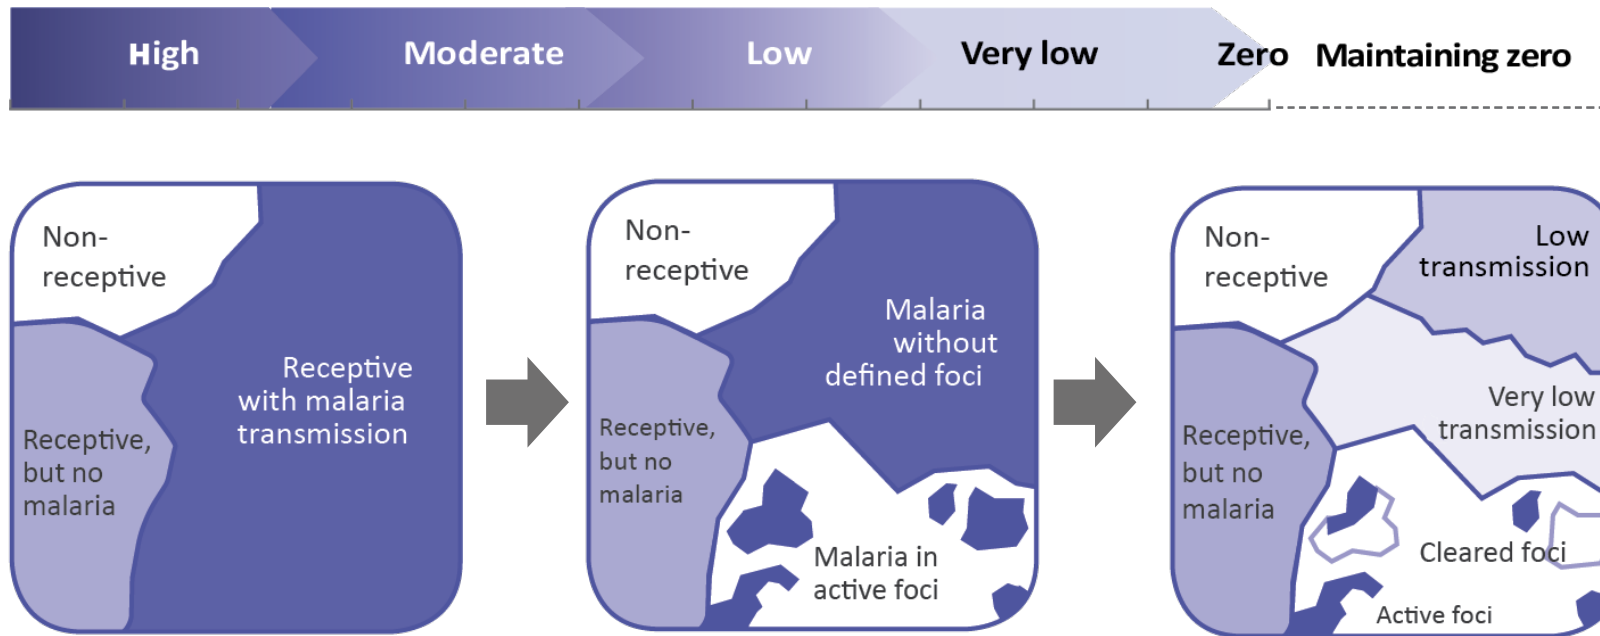 High
Moderate
Low
Very low
Zero
Maintaining zero
Non-
receptive
Receptive
with malaria
transmission
Receptive,
but no
malaria
Non-
receptive
Malaria
without
defined foci
Receptive,
but no
malaria
Malaria in
active foci
Non-
receptive
Low
transmission
Very low
transmission
Receptive,
but no
malaria
Cleared foci
Active foci